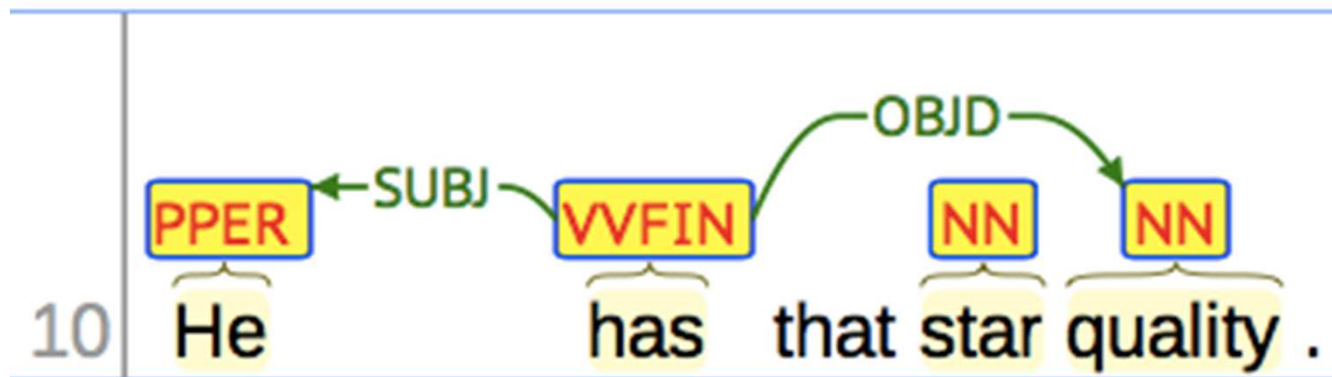 OBJD
SUBJ
PPER VVFIN NN NN
10 He has that star quality .